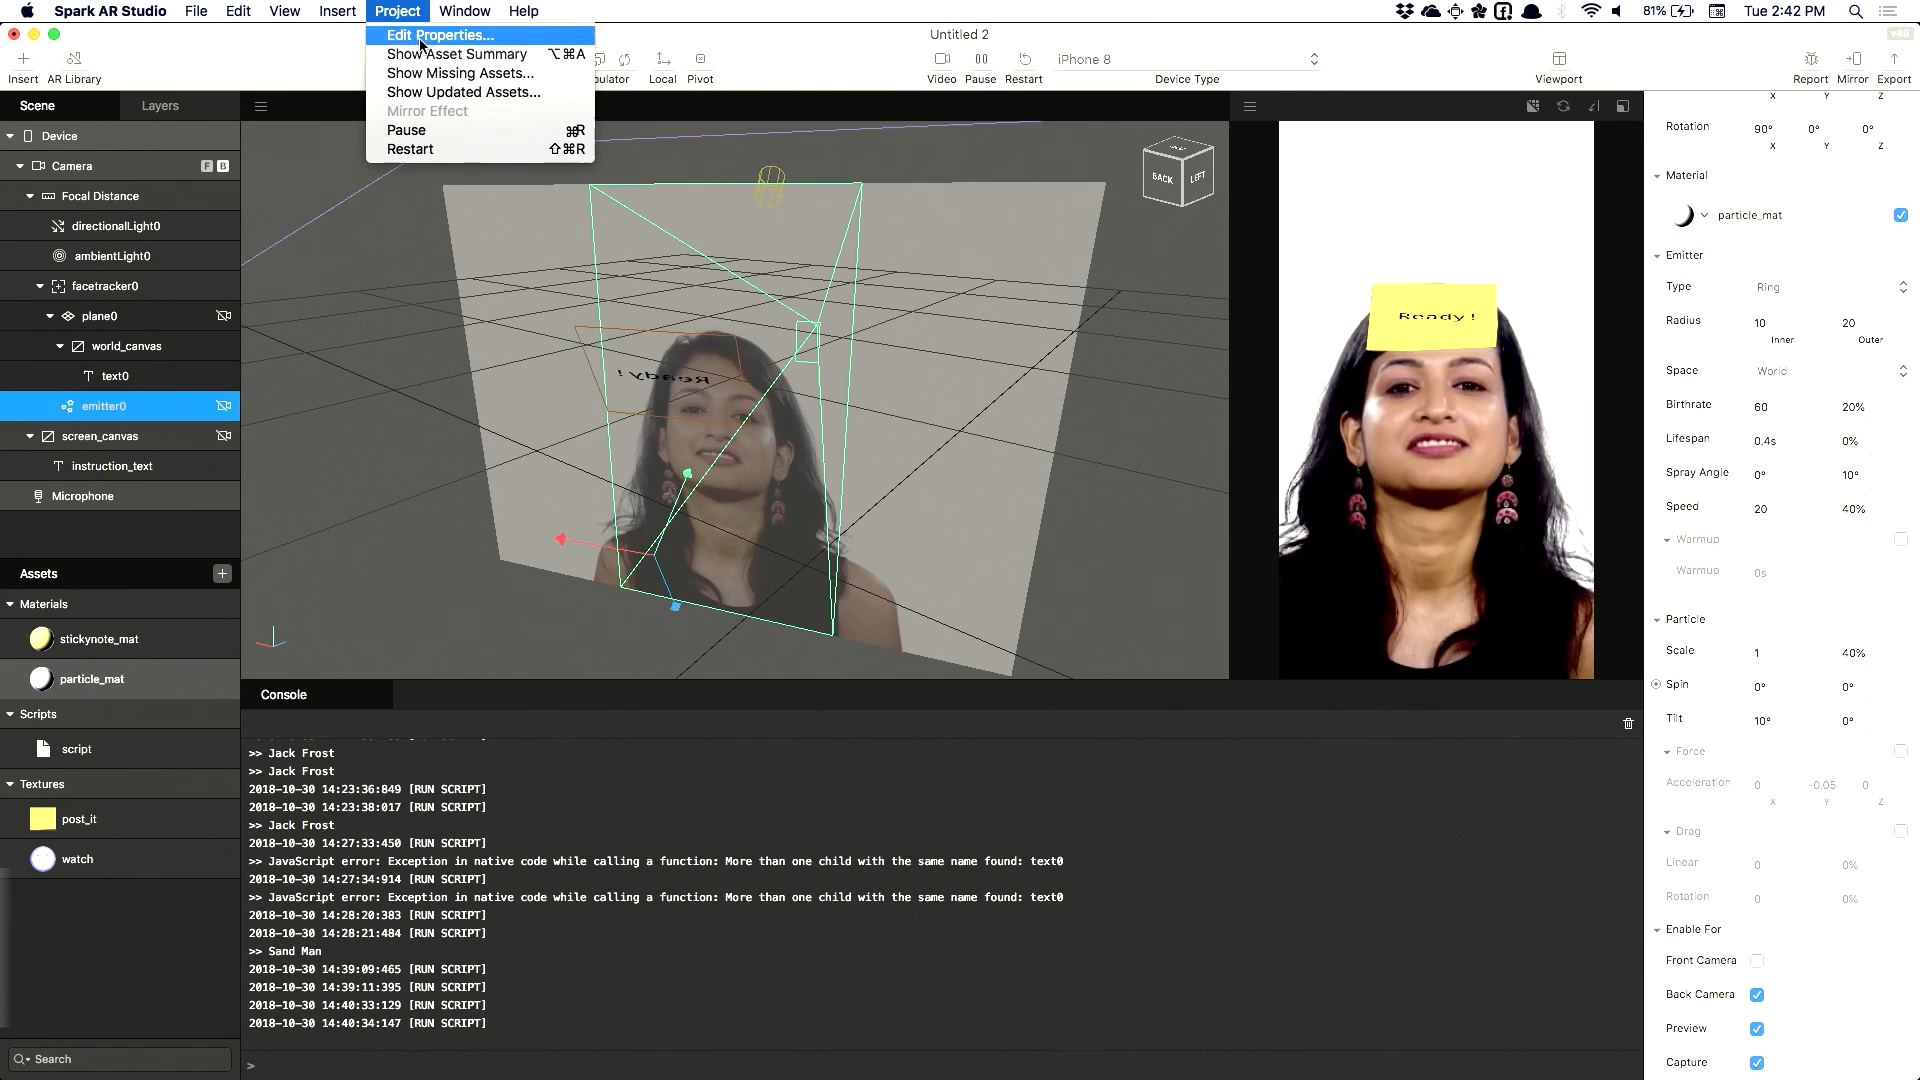 Spark AR Studio File Edit View Insert Project Window Help 81% Tue 2:42 PM
Untitled 2 v49
Edit Properties...
Show Asset Summary ⌥⌘A
Show Missing Assets...
Show Updated Assets...
Mirror Effect
Pause ⌘R
Restart ⇧⌘R
Insert AR Library Local Pivot Video Pause Restart iPhone 8 Device Type Viewport Report Mirror Export
Scene Layers
Device
Camera F B
Focal Distance
directionalLight0
ambientLight0
facetracker0
plane0
world_canvas
text0
emitter0
screen_canvas
instruction_text
Microphone
Assets +
Materials
stickynote_mat
particle_mat
Scripts
script
Textures
post_it
watch
Search
BACK LEFT
Ready !
Ready !
Console
>> Jack Frost
>> Jack Frost
2018-10-30 14:23:36:849 [RUN SCRIPT]
2018-10-30 14:23:38:017 [RUN SCRIPT]
>> Jack Frost
2018-10-30 14:27:33:450 [RUN SCRIPT]
>> JavaScript error: Exception in native code while calling a function: More than one child with the same name found: text0
2018-10-30 14:27:34:914 [RUN SCRIPT]
>> JavaScript error: Exception in native code while calling a function: More than one child with the same name found: text0
2018-10-30 14:28:20:383 [RUN SCRIPT]
2018-10-30 14:28:21:484 [RUN SCRIPT]
>> Sand Man
2018-10-30 14:39:09:465 [RUN SCRIPT]
2018-10-30 14:39:11:395 [RUN SCRIPT]
2018-10-30 14:40:33:129 [RUN SCRIPT]
2018-10-30 14:40:34:147 [RUN SCRIPT]
>
X Y Z
Rotation 90° 0° 0°
X Y Z
Material
particle_mat
Emitter
Type Ring
Radius 10 20
Inner Outer
Space World
Birthrate 60 20%
Lifespan 0.4s 0%
Spray Angle 0° 10°
Speed 20 40%
Warmup
Warmup 0s
Particle
Scale 1 40%
Spin 0° 0°
Tilt 10° 0°
Force
Acceleration 0 -0.05 0
X Y Z
Drag
Linear 0 0%
Rotation 0 0%
Enable For
Front Camera
Back Camera
Preview
Capture